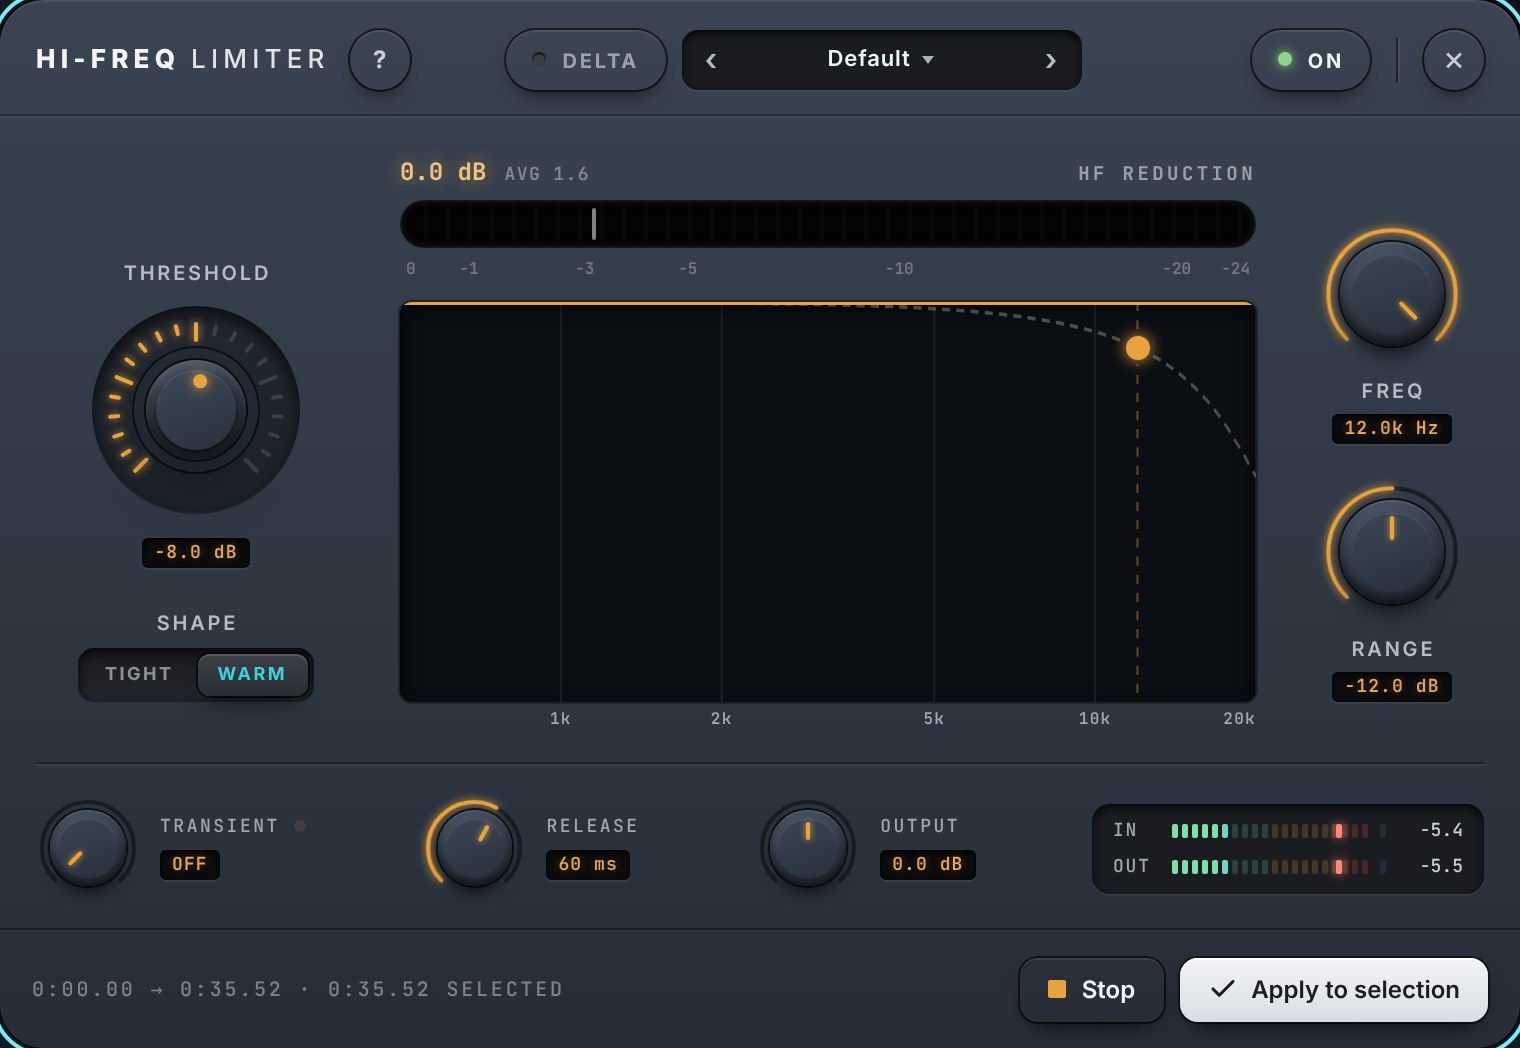 HI-FREQ LIMITER ? DELTA ‹ Default › ON ×
0.0 dB AVG 1.6 HF REDUCTION
0 -1 -3 -5 -10 -20 -24
THRESHOLD
-8.0 dB
SHAPE
TIGHT WARM
1k 2k 5k 10k 20k
FREQ
12.0k Hz
RANGE
-12.0 dB
TRANSIENT
OFF
RELEASE
60 ms
OUTPUT
0.0 dB
IN -5.4
OUT -5.5
0:00.00 → 0:35.52 · 0:35.52 SELECTED
Stop
Apply to selection